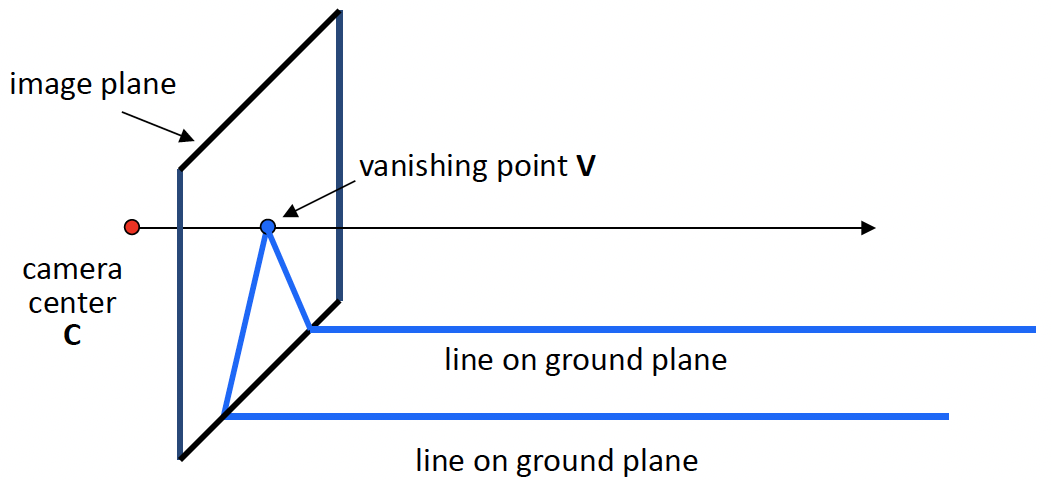 image plane
vanishing point V
camera
center
C
line on ground plane
line on ground plane